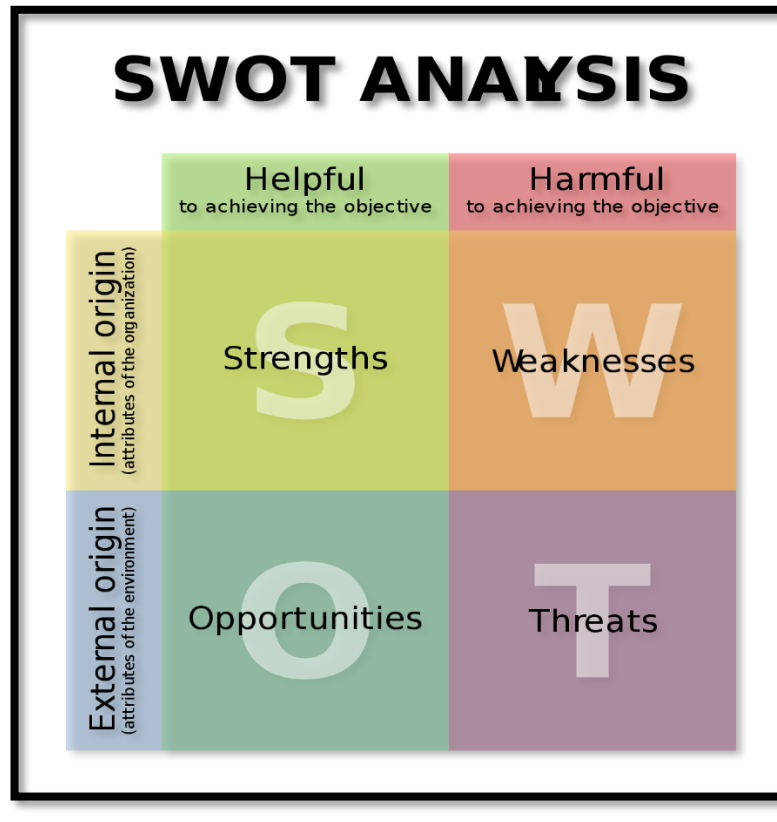 SWOT ANALYSIS
Helpful
to achieving the objective
Harmful
to achieving the objective
Internal origin
(attributes of the organization)
S
Strengths
W
Weaknesses
External origin
(attributes of the environment)
O
Opportunities
T
Threats